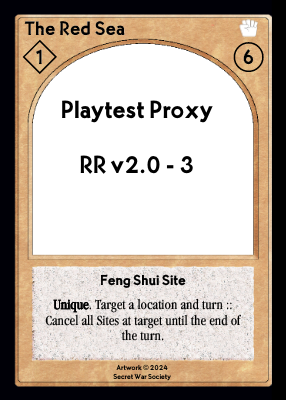 The Red Sea
1
6
Playtest Proxy
RR v2.0 - 3
Feng Shui Site
Unique. Target a location and turn ::
Cancel all Sites at target until the end of
the turn.
Artwork © 2024
Secret War Society